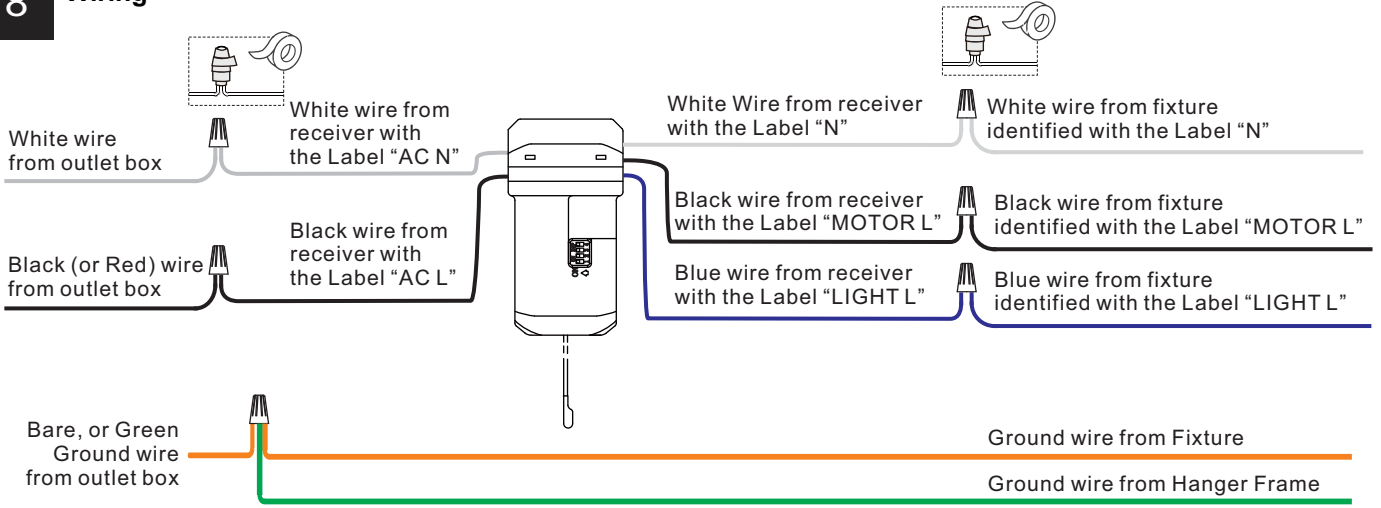 8
Wiring
White wire
from outlet box
White wire from
receiver with
the Label “AC N”
White Wire from receiver
with the Label “N”
White wire from fixture
identified with the Label “N”
Black (or Red) wire
from outlet box
Black wire from
receiver with
the Label “AC L”
Black wire from receiver
with the Label “MOTOR L”
Black wire from fixture
identified with the Label “MOTOR L”
Blue wire from receiver
with the Label “LIGHT L”
Blue wire from fixture
identified with the Label “LIGHT L”
Bare, or Green
Ground wire
from outlet box
Ground wire from Fixture
Ground wire from Hanger Frame